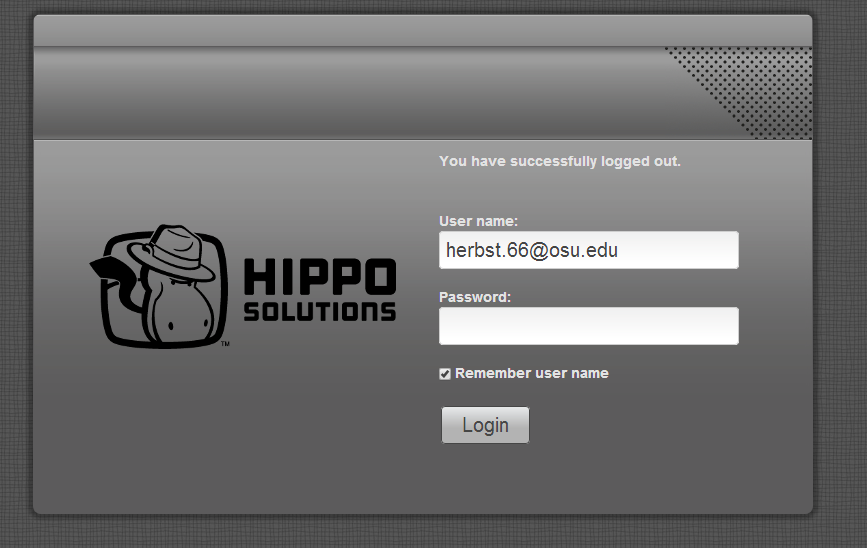 You have successfully logged out.
User name:
herbst.66@osu.edu
HIPPO
SOLUTIONS
TM
Password:
Remember user name
Login